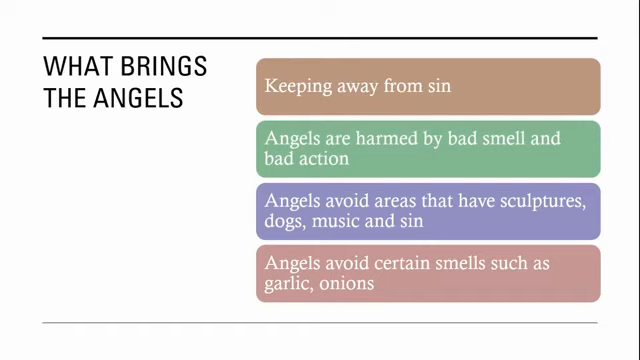 WHAT BRINGS
THE ANGELS
Keeping away from sin
Angels are harmed by bad smell and
bad action
Angels avoid areas that have sculptures,
dogs, music and sin
Angels avoid certain smells such as
garlic, onions